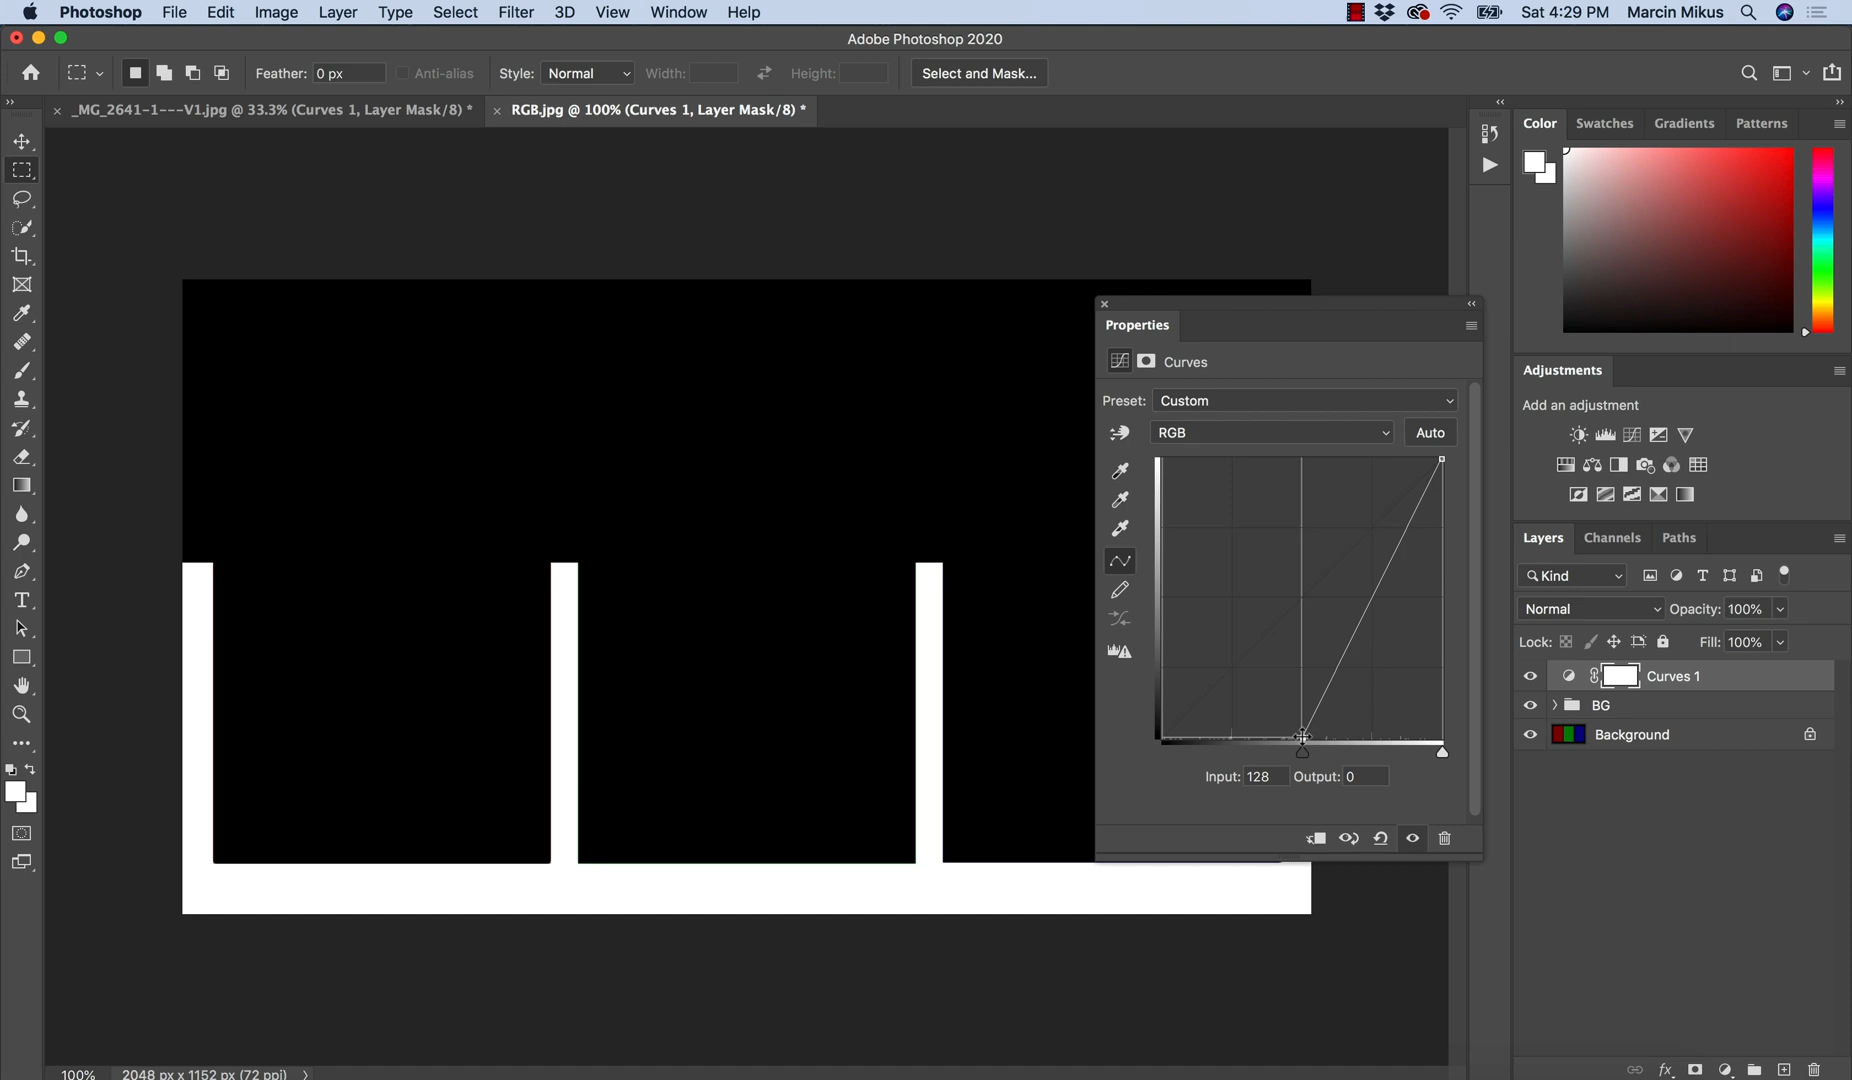 Photoshop File Edit Image Layer Type Select Filter 3D View Window Help Sat 4:29 PM Marcin Mikus
Adobe Photoshop 2020
Feather: 0 px Anti-alias Style: Normal Width: Height: Select and Mask...
_MG_2641-1---V1.jpg @ 33.3% (Curves 1, Layer Mask/8) * RGB.jpg @ 100% (Curves 1, Layer Mask/8) *
Color Swatches Gradients Patterns
Properties
Curves
Preset: Custom
RGB Auto
Input: 128 Output: 0
Adjustments
Add an adjustment
Layers Channels Paths
Kind
Normal Opacity: 100%
Lock: Fill: 100%
Curves 1
BG
Background
100% 2048 px x 1152 px (72 ppi)